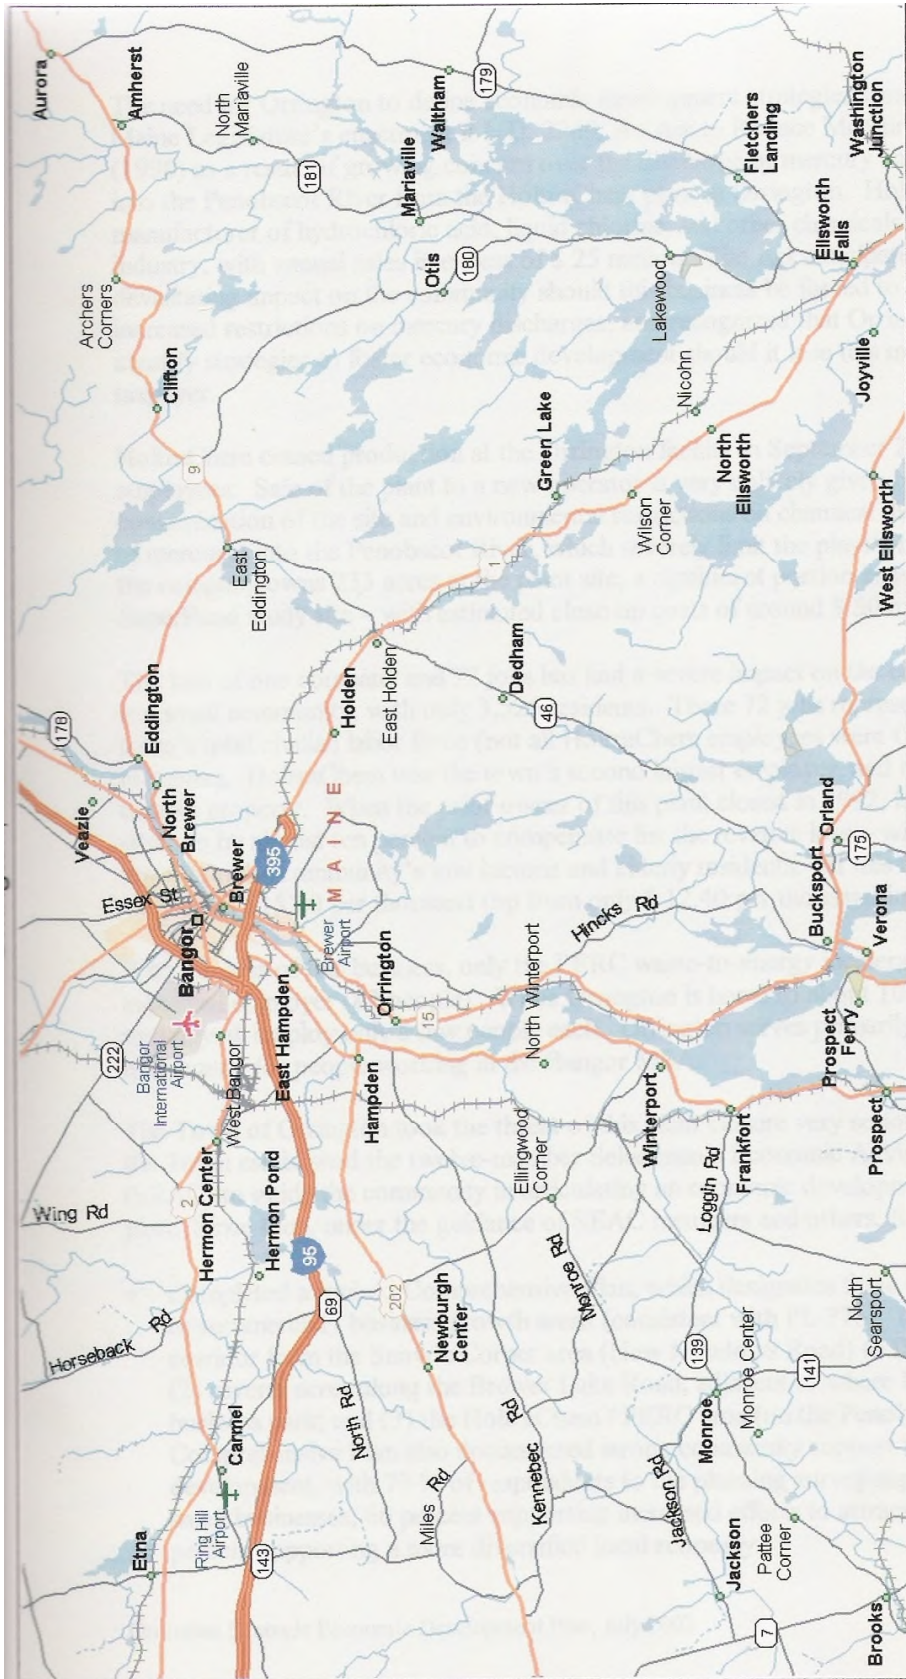 Etna
Horseback Rd
Wing Rd
222
Essex St
Veazie
178
Aurora
Ring Hill
Airport
Carmel
Hermon Center
2
West Bangor
Bangor
International
Airport
Bangor
North
Brewer
Eddington
Archers
Corners
Amherst
143
Hermon Pond
95
East Hampden
Brewer
395
East
Eddington
9
Clifton
North
Mariaville
181
69
North Rd
Hampden
Orrington
Brewer
Airport
MAINE
Holden
East Holden
Miles Rd
202
Newburgh
Center
15
Otis
180
Mariaville
Waltham
179
Kennebec Rd
Ellingwood
Corner
North Winterport
Dedham
46
1
Green Lake
Monroe Rd
Hincks Rd
Winterport
Wilson
Corner
Nicohn
Lakewood
Jackson Rd
Jackson
139
Monroe
Loggin Rd
Frankfort
North
Ellsworth
Fletchers
Landing
7
Pattee
Corner
Monroe Center
141
Prospect
Ferry
Bucksport
Orland
175
Ellsworth
Falls
Brooks
North
Searsport
Prospect
Verona
West Ellsworth
Joyville
Washington
Junction